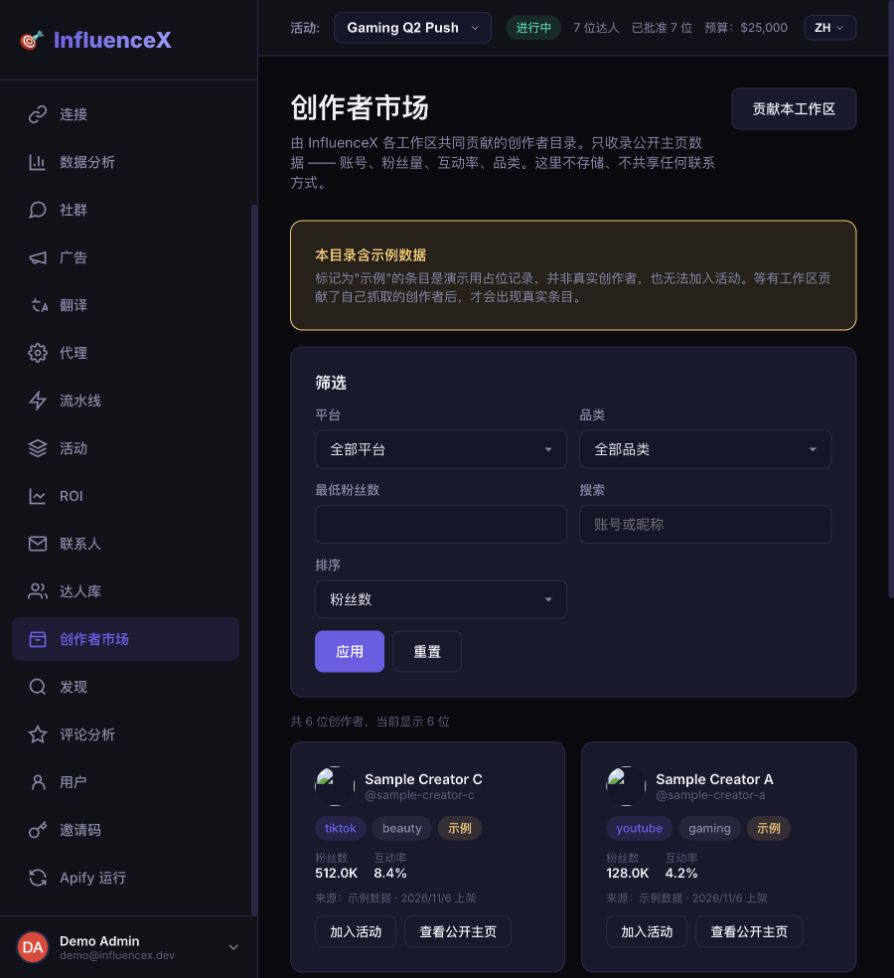 InfluenceX
活动: Gaming Q2 Push 进行中 7 位达人 已批准 7 位 预算: $25,000 ZH
连接
数据分析
社群
广告
翻译
代理
流水线
活动
ROI
联系人
达人库
创作者市场
发现
评论分析
用户
邀请码
Apify 运行
DA
Demo Admin
demo@influencex.dev
创作者市场
贡献本工作区
由 InfluenceX 各工作区共同贡献的创作者目录。只收录公开主页数
据 —— 账号、粉丝量、互动率、品类。这里不存储、不共享任何联系
方式。
本目录含示例数据
标记为"示例"的条目是演示用占位记录，并非真实创作者，也无法加入活动。等有工作区贡
献了自己抓取的创作者后，才会出现真实条目。
筛选
平台 品类
全部平台 全部品类
最低粉丝数 搜索
账号或昵称
排序
粉丝数
应用 重置
共 6 位创作者，当前显示 6 位
Sample Creator C
@sample-creator-c
tiktok beauty 示例
粉丝数 互动率
512.0K 8.4%
来源: 示例数据 · 2026/11/6 上架
加入活动 查看公开主页
Sample Creator A
@sample-creator-a
youtube gaming 示例
粉丝数 互动率
128.0K 4.2%
来源: 示例数据 · 2026/11/6 上架
加入活动 查看公开主页